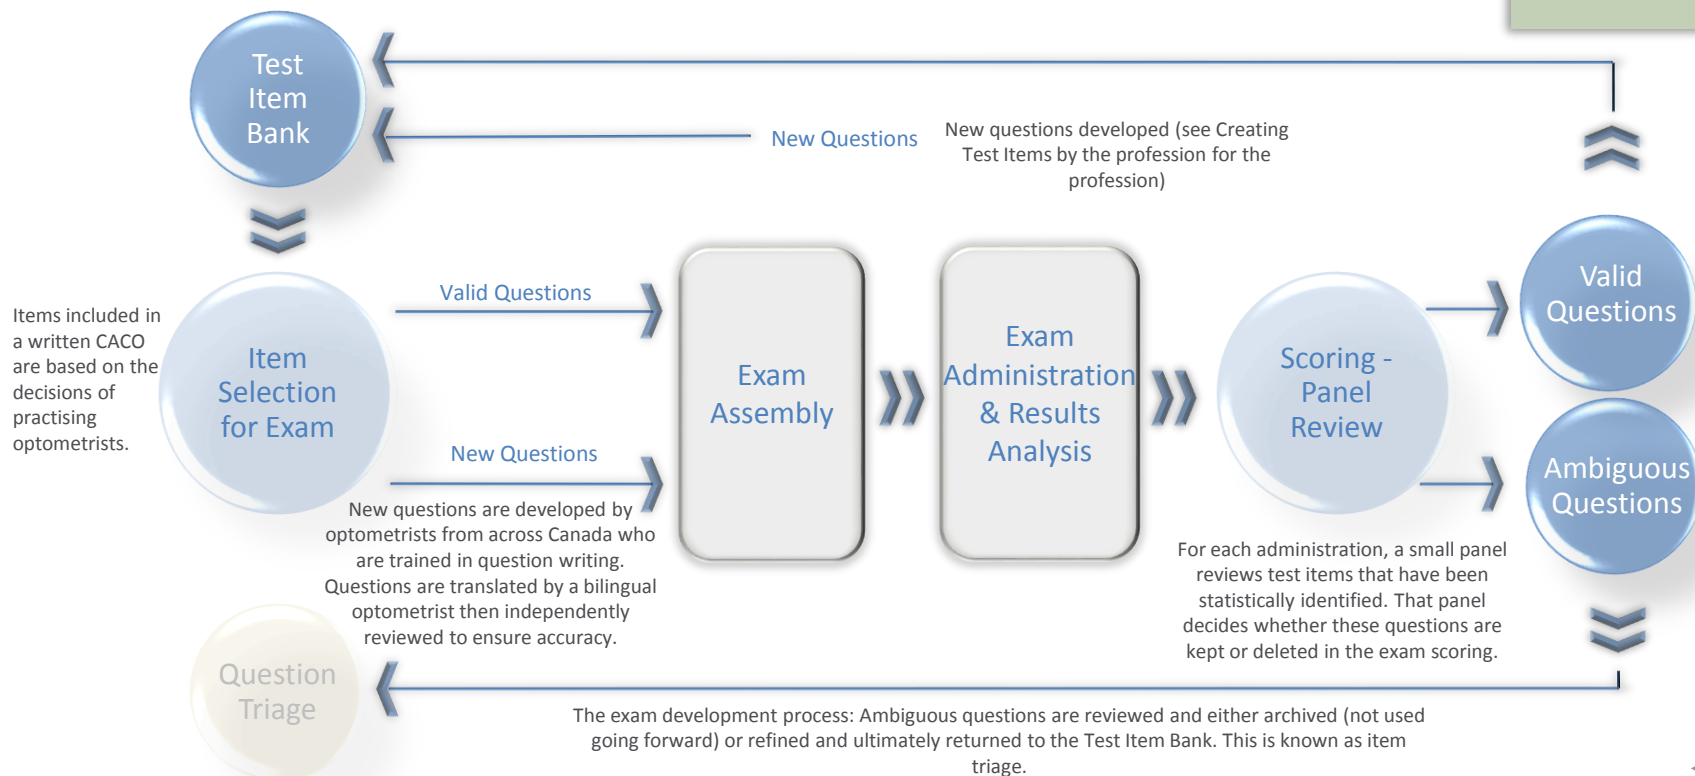 Test
Item
Bank
New Questions
New questions developed (see Creating
Test Items by the profession for the
profession)
Items included in
a written CACO
are based on the
decisions of
practising
optometrists.
Item
Selection
for Exam
Valid Questions
New Questions
New questions are developed by
optometrists from across Canada who
are trained in question writing.
Questions are translated by a bilingual
optometrist then independently
reviewed to ensure accuracy.
Exam
Assembly
Exam
Administration
& Results
Analysis
Scoring -
Panel
Review
Valid
Questions
Ambiguous
Questions
For each administration, a small panel
reviews test items that have been
statistically identified. That panel
decides whether these questions are
kept or deleted in the exam scoring.
Question
Triage
The exam development process: Ambiguous questions are reviewed and either archived (not used
going forward) or refined and ultimately returned to the Test Item Bank. This is known as item
triage.